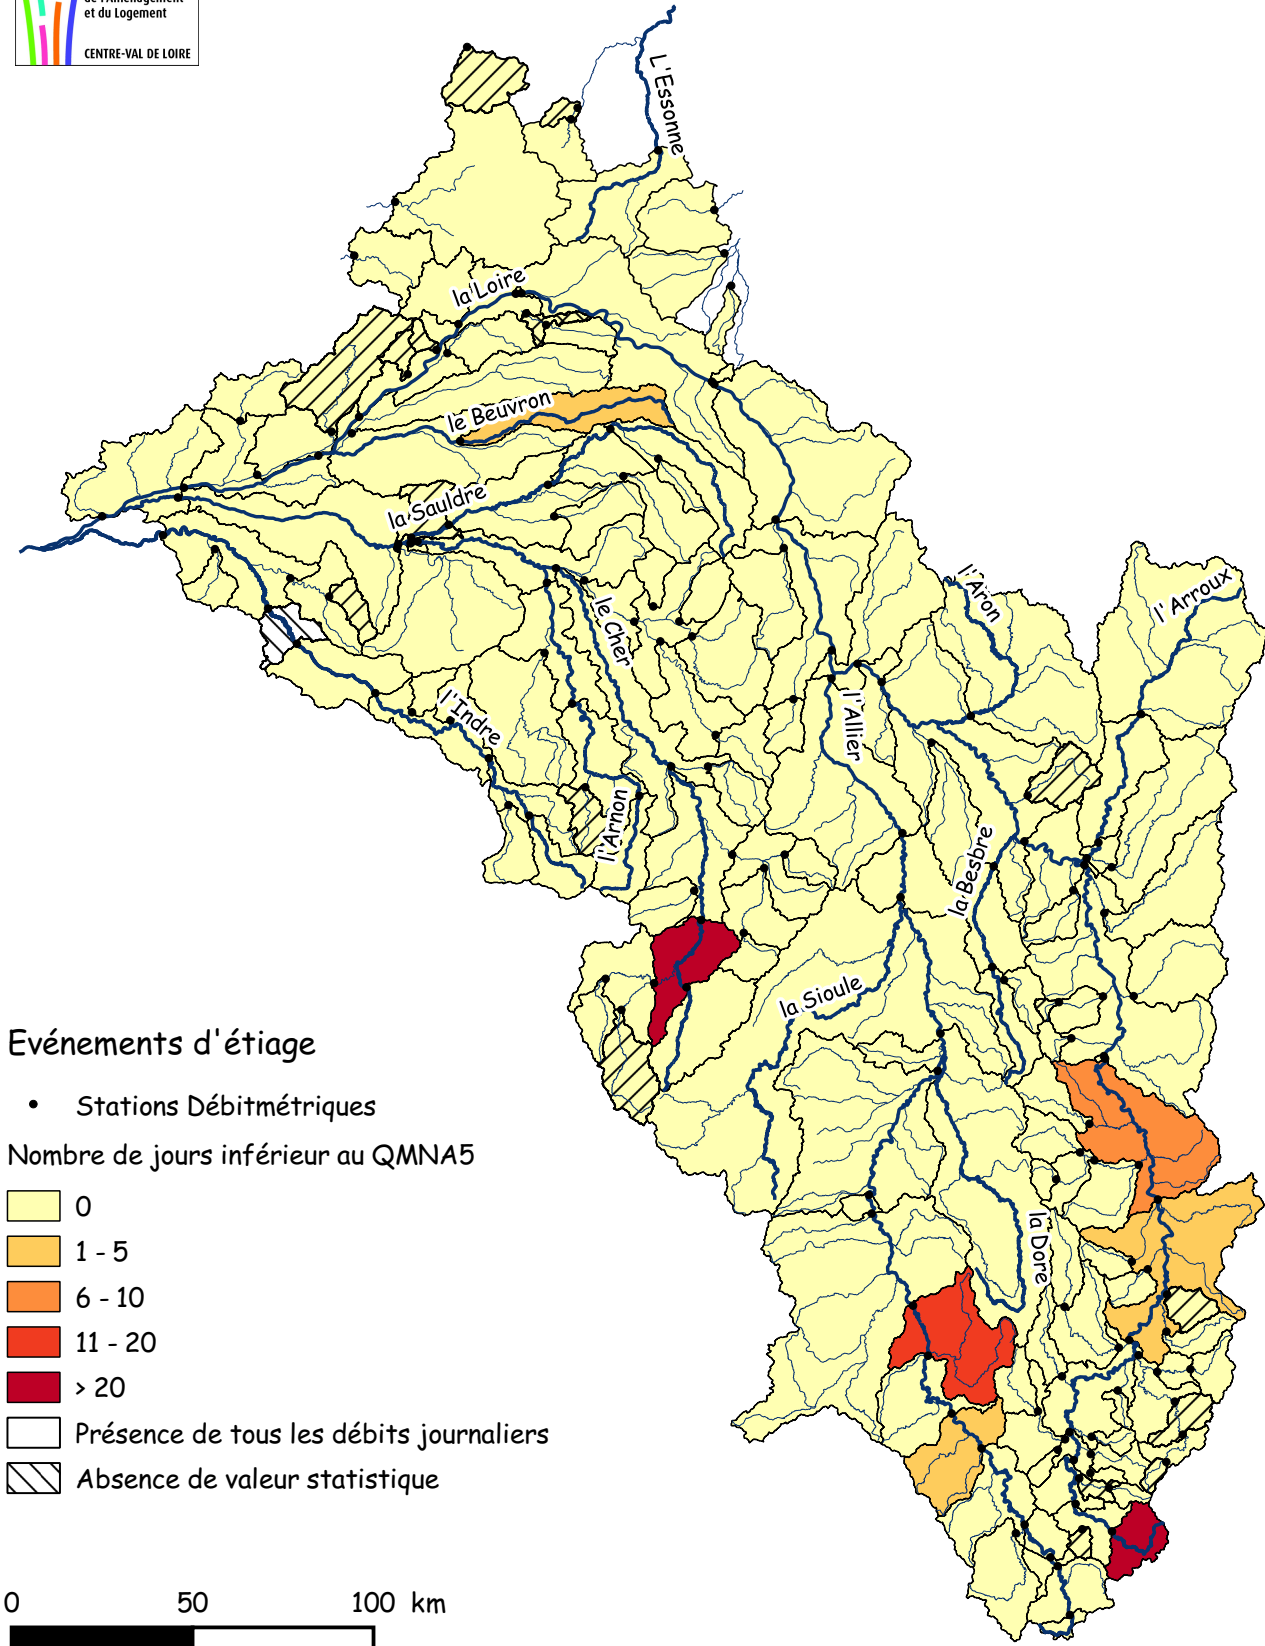 de l'Aménagement
et du Logement
CENTRE-VAL DE LOIRE
L'Essonne
la Loire
le Beuvron
la Sauldre
l'Aron
l'Arroux
le Cher
l'Indre
l'Allier
l'Arnon
la Besbre
la Sioule
la Dore
Evénements d'étiage
Stations Débitmétriques
Nombre de jours inférieur au QMNA5
0
1 - 5
6 - 10
11 - 20
> 20
Présence de tous les débits journaliers
Absence de valeur statistique
0 50 100 km